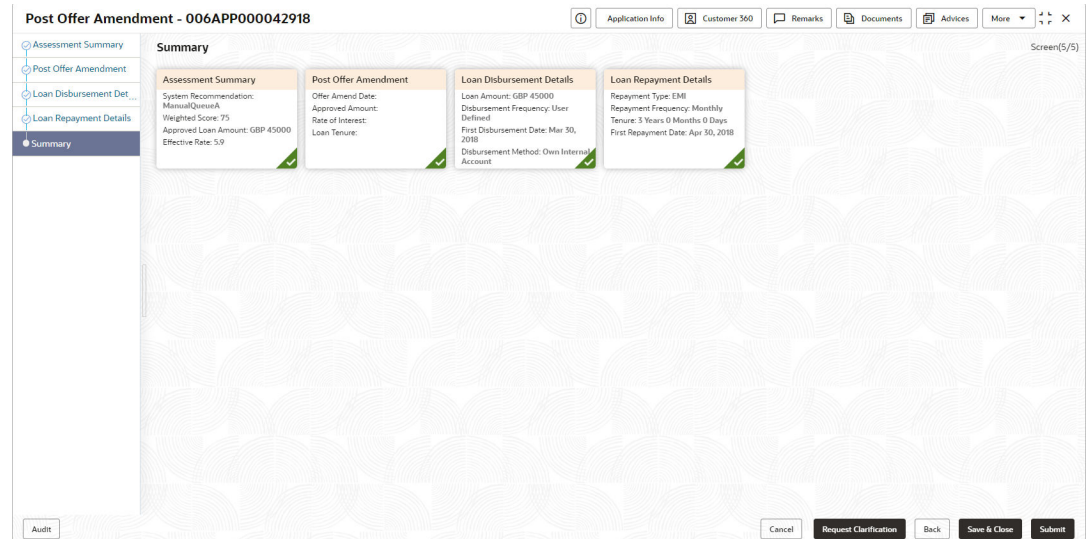 Post Offer Amendment - 006APP000042918
Application Info
Customer 360
Remarks
Documents
Advices
More
Assessment Summary
Post Offer Amendment
Loan Disbursement Det...
Loan Repayment Details
Summary
Summary
Screen(5/5)
Assessment Summary
System Recommendation:
ManualQueueA
Weighted Score: 75
Approved Loan Amount: GBP 45000
Effective Rate: 5.9
Post Offer Amendment
Offer Amend Date:
Approved Amount:
Rate of Interest:
Loan Tenure:
Loan Disbursement Details
Loan Amount: GBP 45000
Disbursement Frequency: User
Defined
First Disbursement Date: Mar 30,
2018
Disbursement Method: Own Internal
Account
Loan Repayment Details
Repayment Type: EMI
Repayment Frequency: Monthly
Tenure: 3 Years 0 Months 0 Days
First Repayment Date: Apr 30, 2018
Audit
Cancel
Request Clarification
Back
Save & Close
Submit